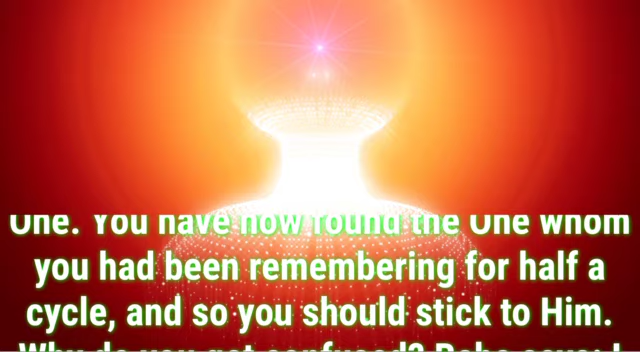 One. You have now found the One whom
you had been remembering for half a
cycle, and so you should stick to Him.
Why do you get confused? Baba says: I